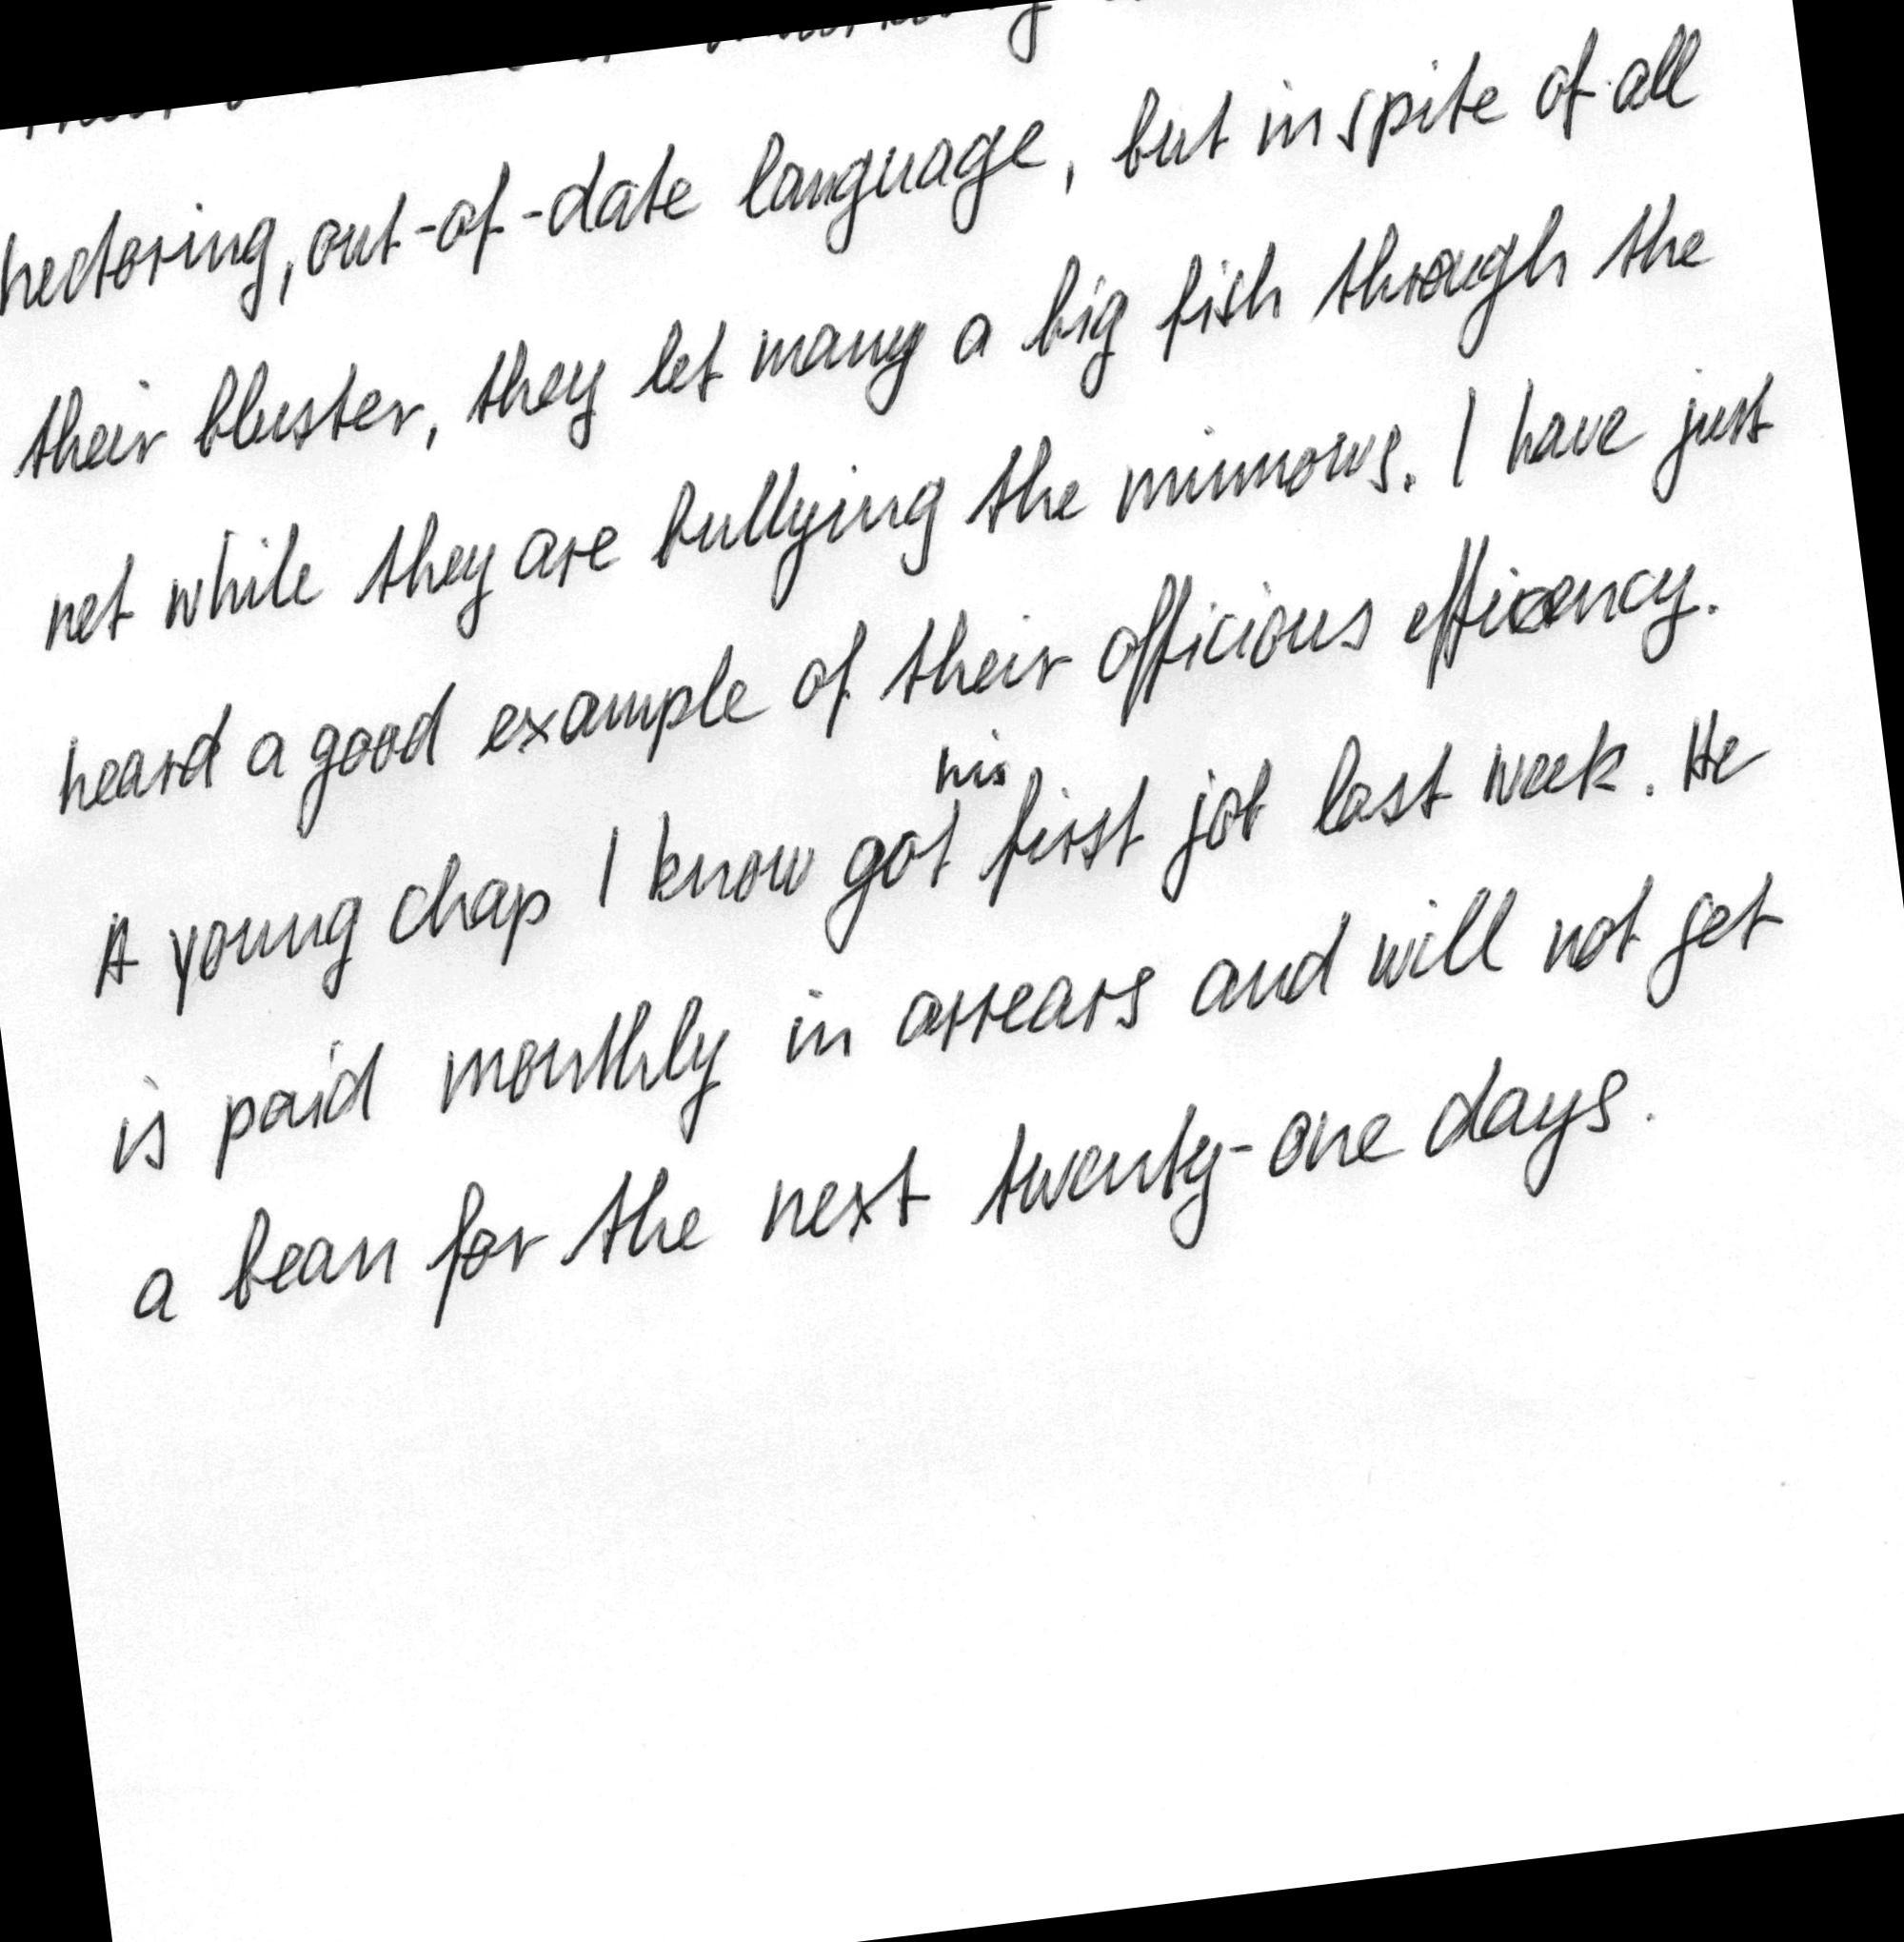 hectoring, out-of-date language, but in spite of all
their bluster, they let many a big fish through the
net while they are bullying the minnows. I have just
heard a good example of their officious efficency.
A young chap I know got his first job last week. He
is paid monthly in arrears and will not get
a bean for the next twenty-one days.